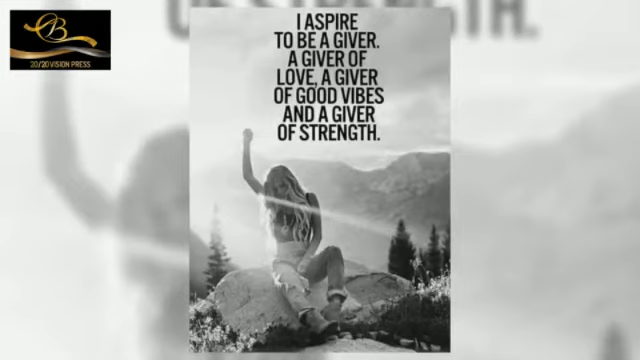 CB
20/20 VISION PRESS
I ASPIRE
TO BE A GIVER.
A GIVER OF
LOVE, A GIVER
OF GOOD VIBES
AND A GIVER
OF STRENGTH.